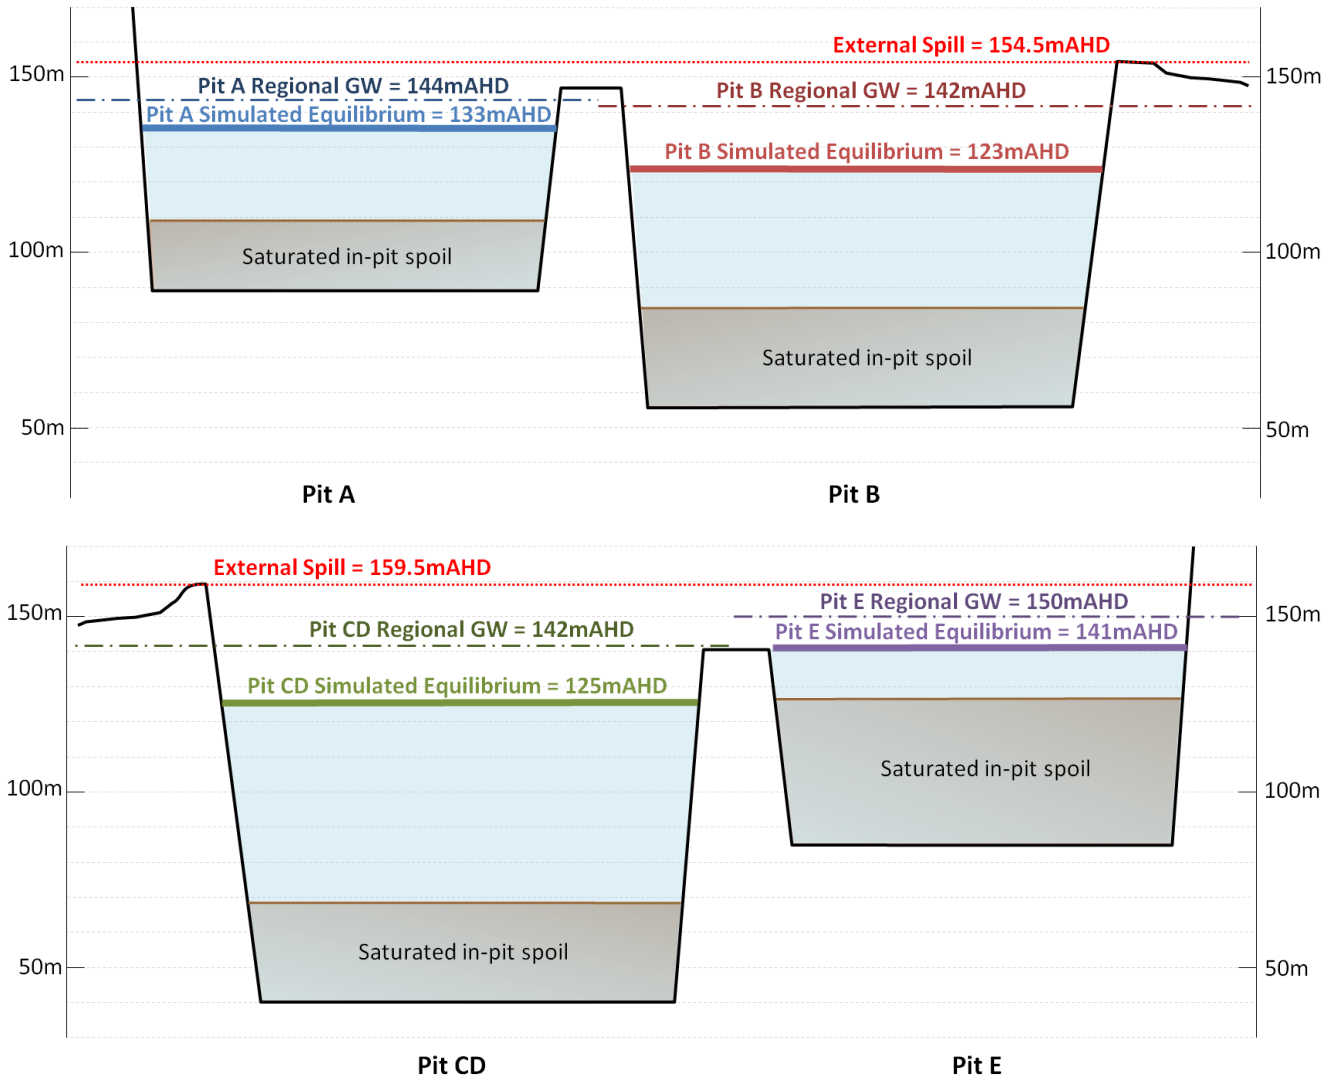 External Spill = 154.5mAHD
150m
150m
Pit A Regional GW = 144mAHD
Pit B Regional GW = 142mAHD
Pit A Simulated Equilibrium = 133mAHD
Pit B Simulated Equilibrium = 123mAHD
100m
Saturated in-pit spoil
100m
Saturated in-pit spoil
50m
50m
Pit A
Pit B
External Spill = 159.5mAHD
Pit E Regional GW = 150mAHD
150m
150m
Pit CD Regional GW = 142mAHD
Pit E Simulated Equilibrium = 141mAHD
Pit CD Simulated Equilibrium = 125mAHD
Saturated in-pit spoil
100m
100m
Saturated in-pit spoil
50m
50m
Pit CD
Pit E